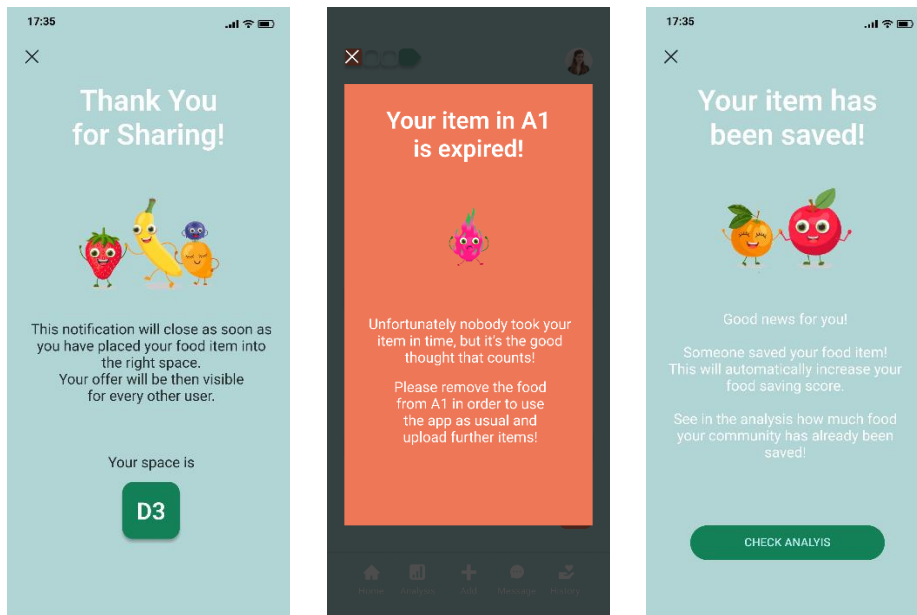 17:35
Thank You
for Sharing!
This notification will close as soon as
you have placed your food item into
the right space.
Your offer will be then visible
for every other user.
Your space is
D3
Your item in A1
is expired!
Unfortunately nobody took your
item in time, but it's the good
thought that counts!
Please remove the food
from A1 in order to use
the app as usual and
upload further items!
Home Analysis Add Message History
17:35
Your item has
been saved!
Good news for you!
Someone saved your food item!
This will automatically increase your
food saving score.
See in the analysis how much food
your community has already been
saved!
CHECK ANALYIS